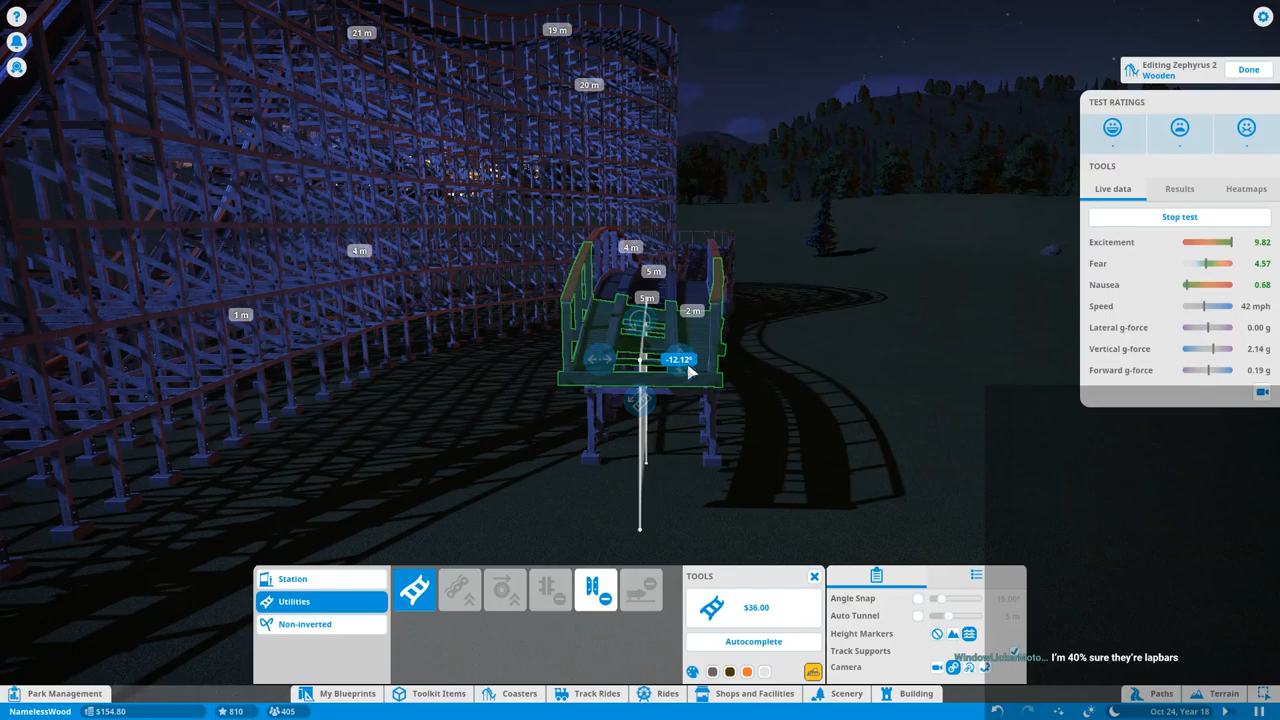 21 m
19 m
20 m
4 m
5 m
4 m
5 m
2 m
1 m
-12.12°
Editing Zephyrus 2
Wooden
Done
TEST RATINGS
-
-
-
TOOLS
Live data
Results
Heatmaps
Stop test
Excitement 9.82
Fear 4.57
Nausea 0.68
Speed 42 mph
Lateral g-force 0.00 g
Vertical g-force 2.14 g
Forward g-force 0.19 g
Station
Utilities
Non-inverted
TOOLS
$36.00
Autocomplete
Angle Snap 15.00°
Auto Tunnel 5 m
Height Markers
Track Supports
Camera
I'm 40% sure they're lapbars
Park Management
My Blueprints
Toolkit Items
Coasters
Track Rides
Rides
Shops and Facilities
Scenery
Building
Paths
Terrain
NamelessWood
$154.80
810
405
Oct 24, Year 18